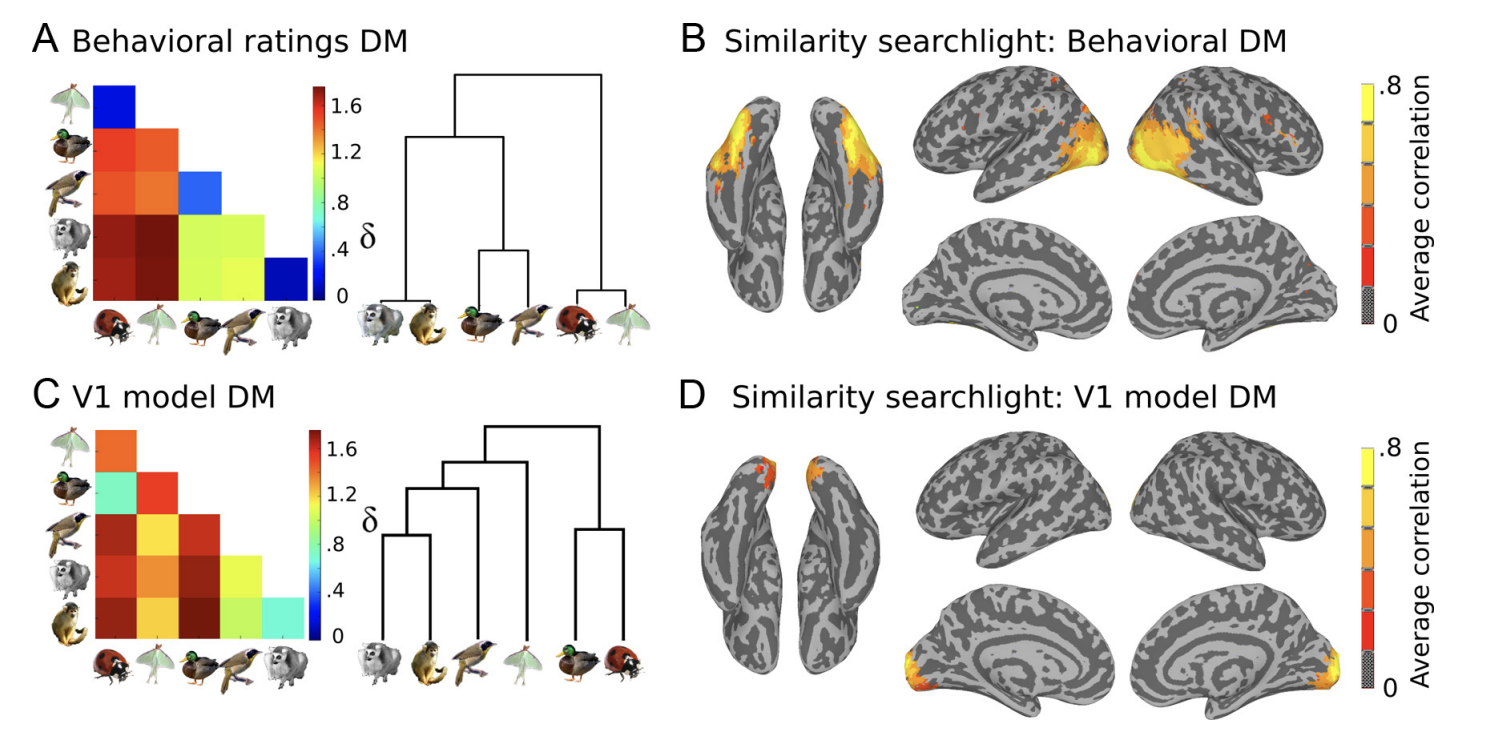 A Behavioral ratings DM
1.6
1.2
.8
.4
0
δ
B Similarity searchlight: Behavioral DM
.8
0
Average correlation
C V1 model DM
1.6
1.2
.8
.4
0
δ
D Similarity searchlight: V1 model DM
.8
0
Average correlation